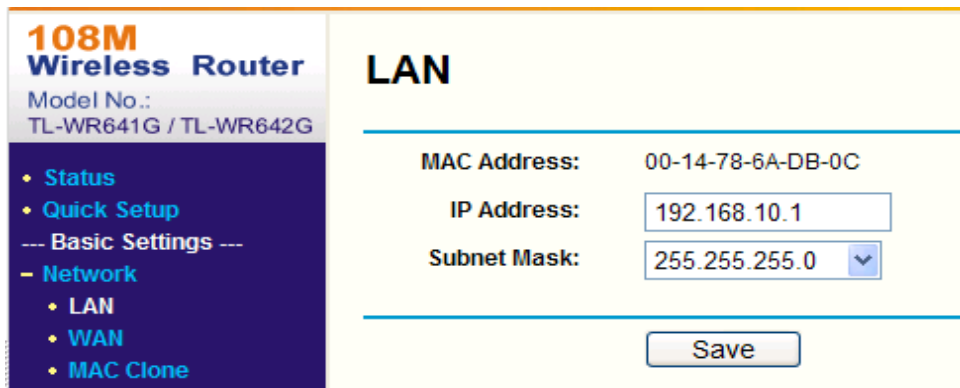 108M
Wireless Router
Model No.:
TL-WR641G / TL-WR642G
• Status
• Quick Setup
--- Basic Settings ---
– Network
• LAN
• WAN
• MAC Clone
LAN
MAC Address: 00-14-78-6A-DB-0C
IP Address: 192.168.10.1
Subnet Mask: 255.255.255.0
Save